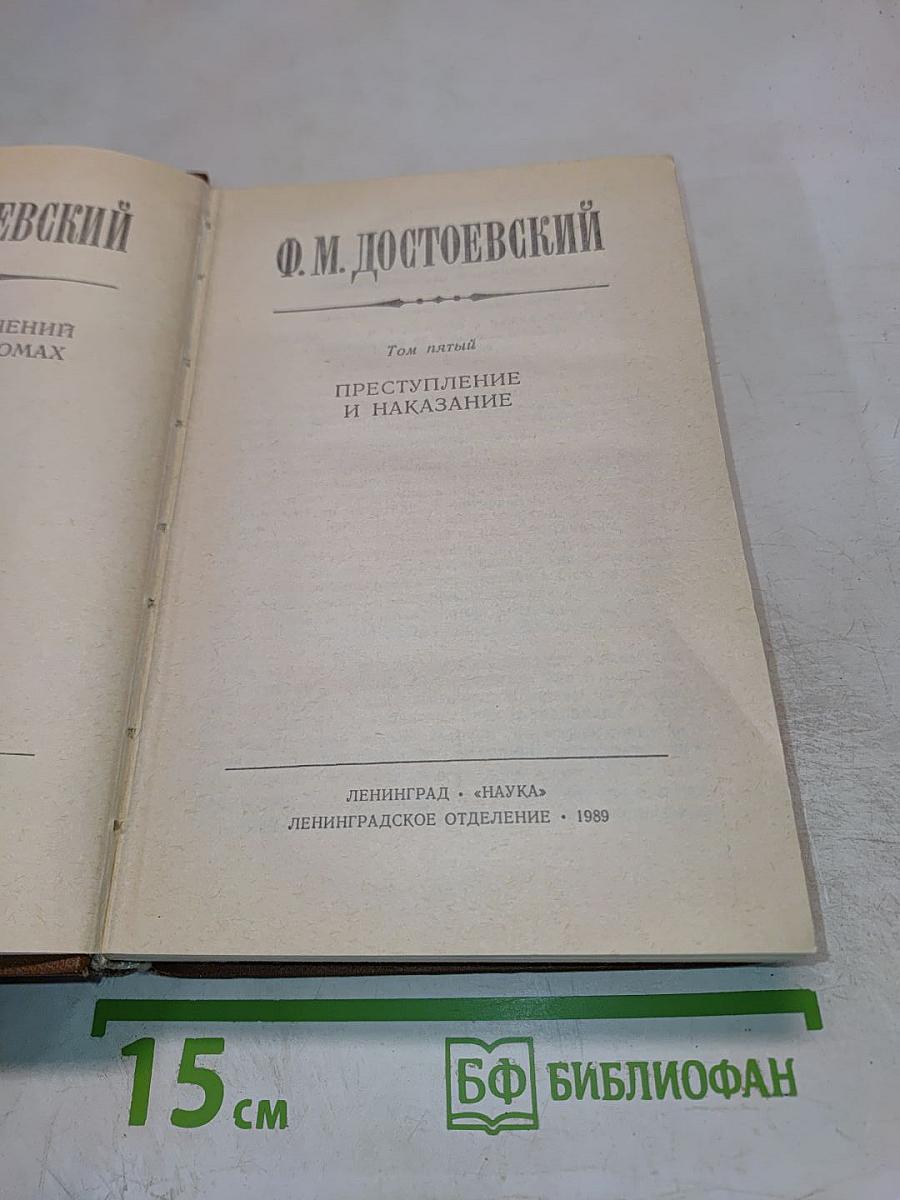 ЕВСКИЙ
ЕНИЙ
ОМАХ
Ф. М. ДОСТОЕВСКИЙ
Том пятый
ПРЕСТУПЛЕНИЕ
И НАКАЗАНИЕ
ЛЕНИНГРАД • «НАУКА»
ЛЕНИНГРАДСКОЕ ОТДЕЛЕНИЕ • 1989
15 см
БФ БИБЛИОФАН